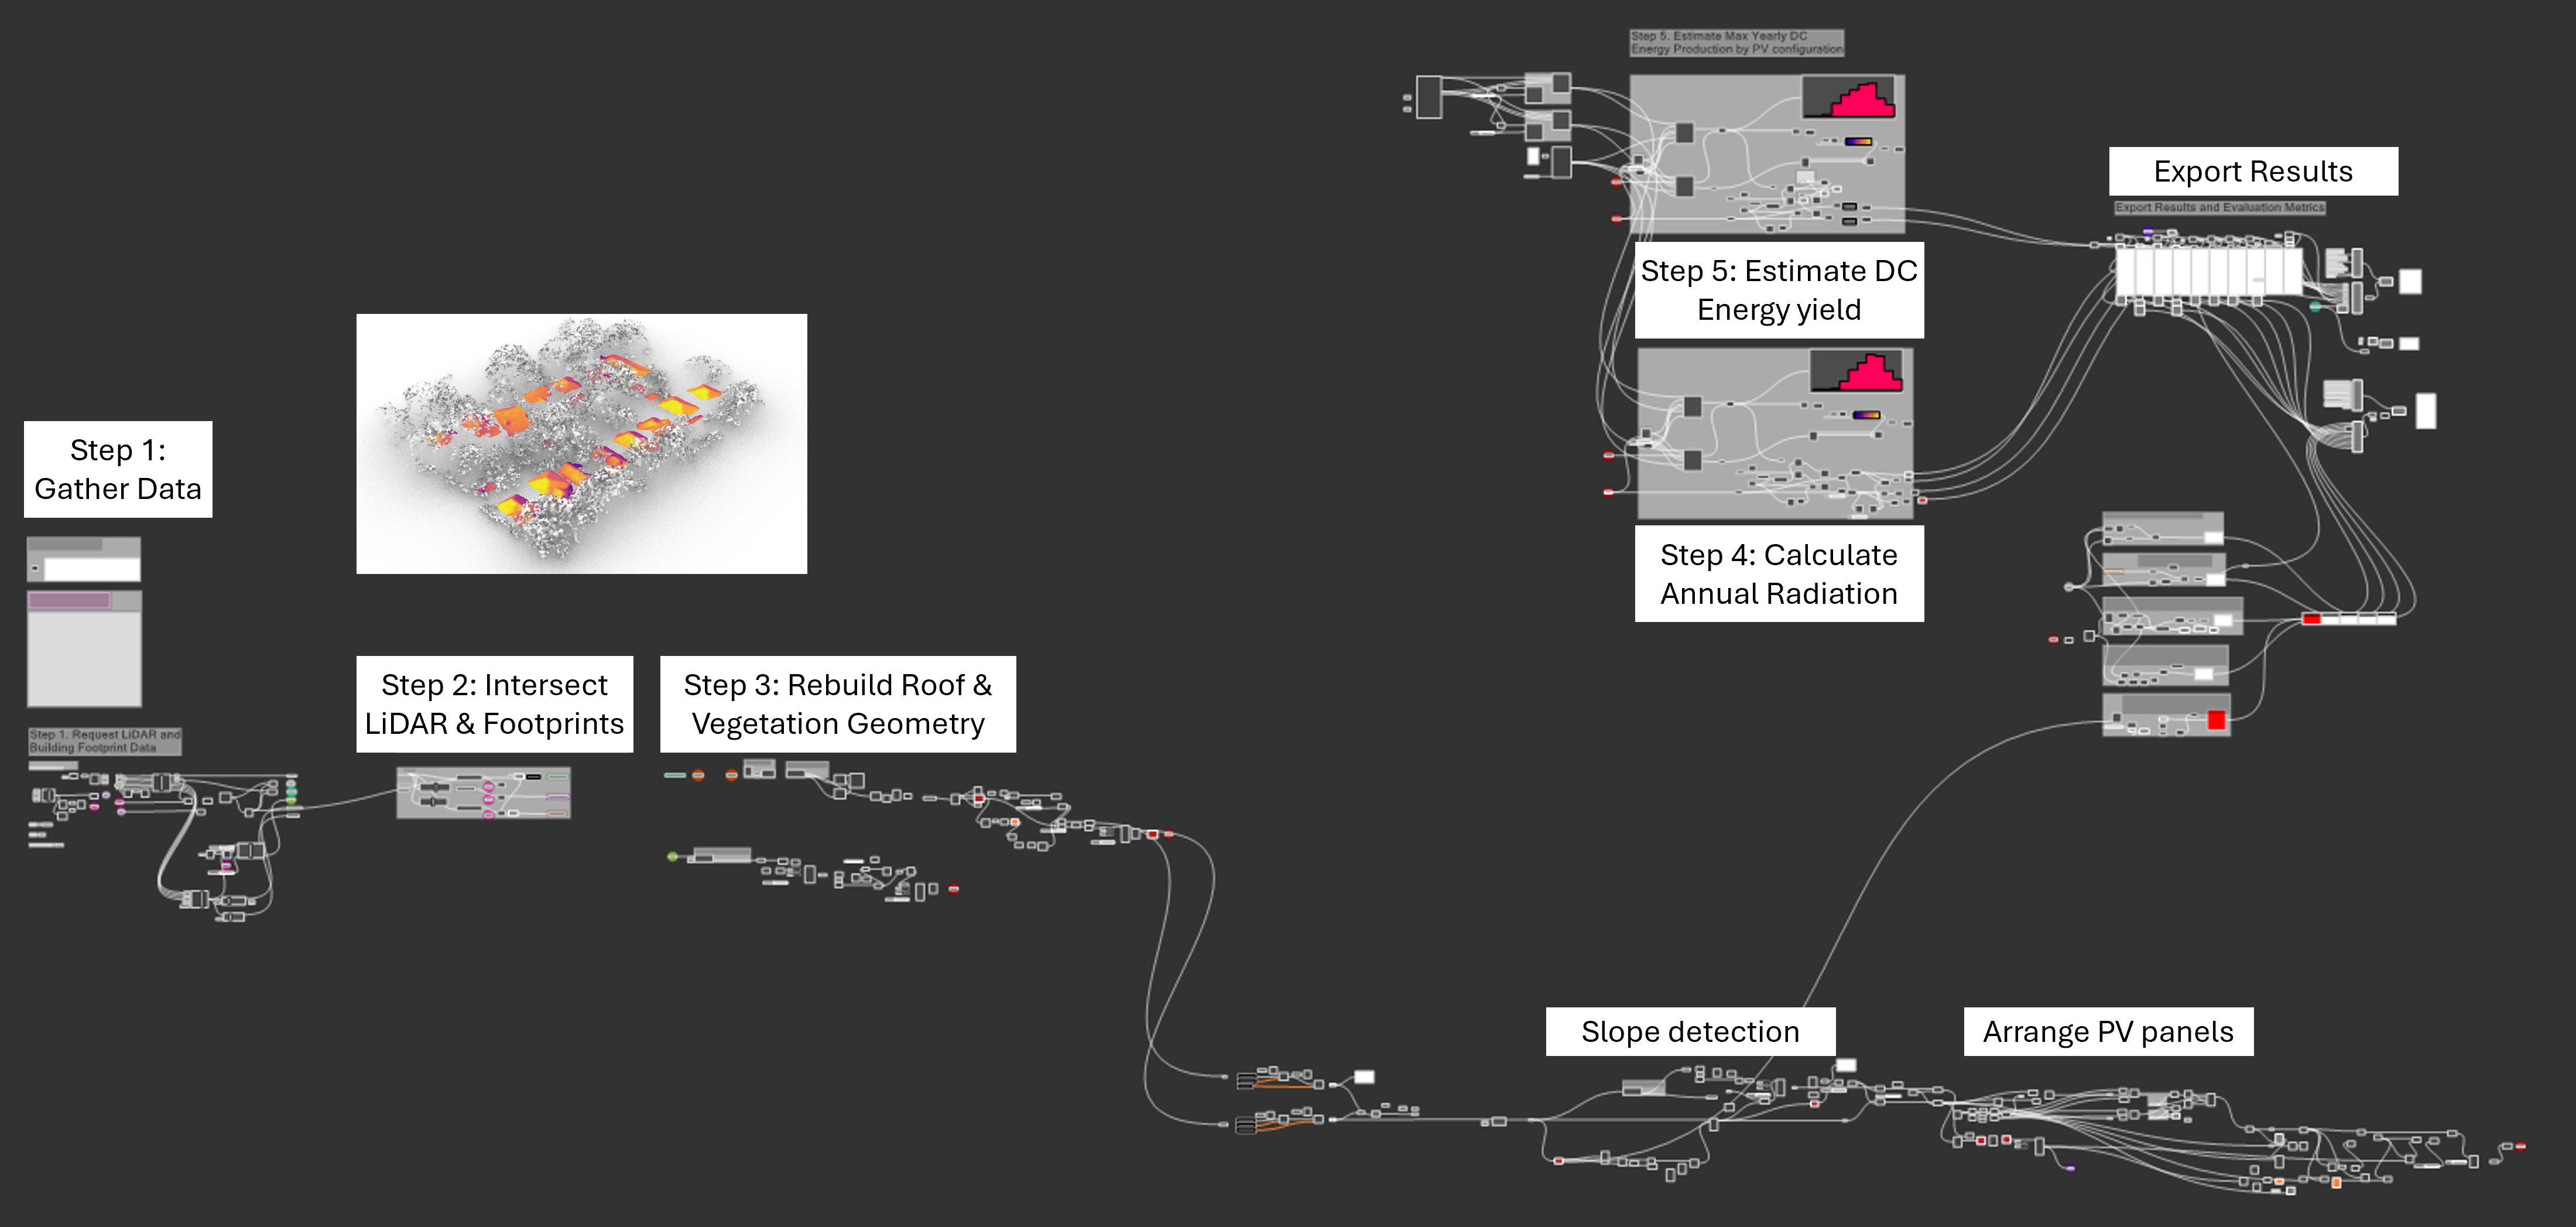 Step 5. Estimate Max Yearly DC
Energy Production by PV configuration
Export Results
Export Results and Evaluation Metrics
Step 5: Estimate DC
Energy yield
Step 1:
Gather Data
Step 4: Calculate
Annual Radiation
Step 2: Intersect
LiDAR & Footprints
Step 3: Rebuild Roof &
Vegetation Geometry
Step 1. Request LiDAR and
Building Footprint Data
Slope detection
Arrange PV panels